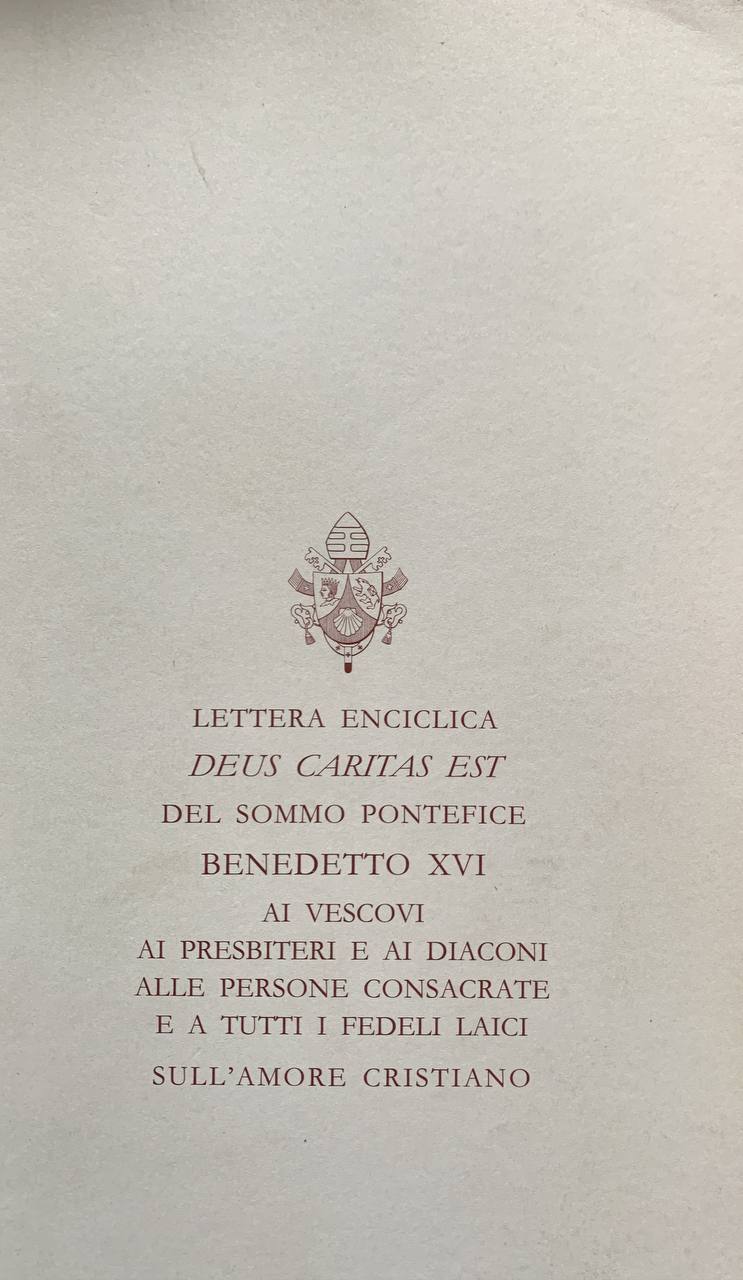 LETTERA ENCICLICA
DEUS CARITAS EST
DEL SOMMO PONTEFICE
BENEDETTO XVI
AI VESCOVI
AI PRESBITERI E AI DIACONI
ALLE PERSONE CONSACRATE
E A TUTTI I FEDELI LAICI
SULL'AMORE CRISTIANO